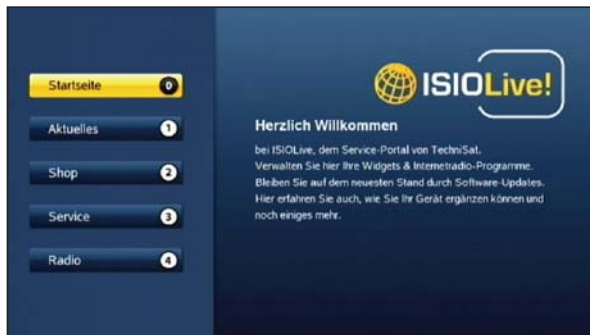 Startseite 0
Aktuelles 1
Shop 2
Service 3
Radio 4
ISIOLive!
Herzlich Willkommen
bei ISIOLive, dem Service-Portal von TechniSat.
Verwalten Sie hier Ihre Widgets & Internetradio-Programme.
Bleiben Sie auf dem neuesten Stand durch Software-Updates.
Hier erfahren Sie auch, wie Sie Ihr Gerät ergänzen können und
noch einiges mehr.